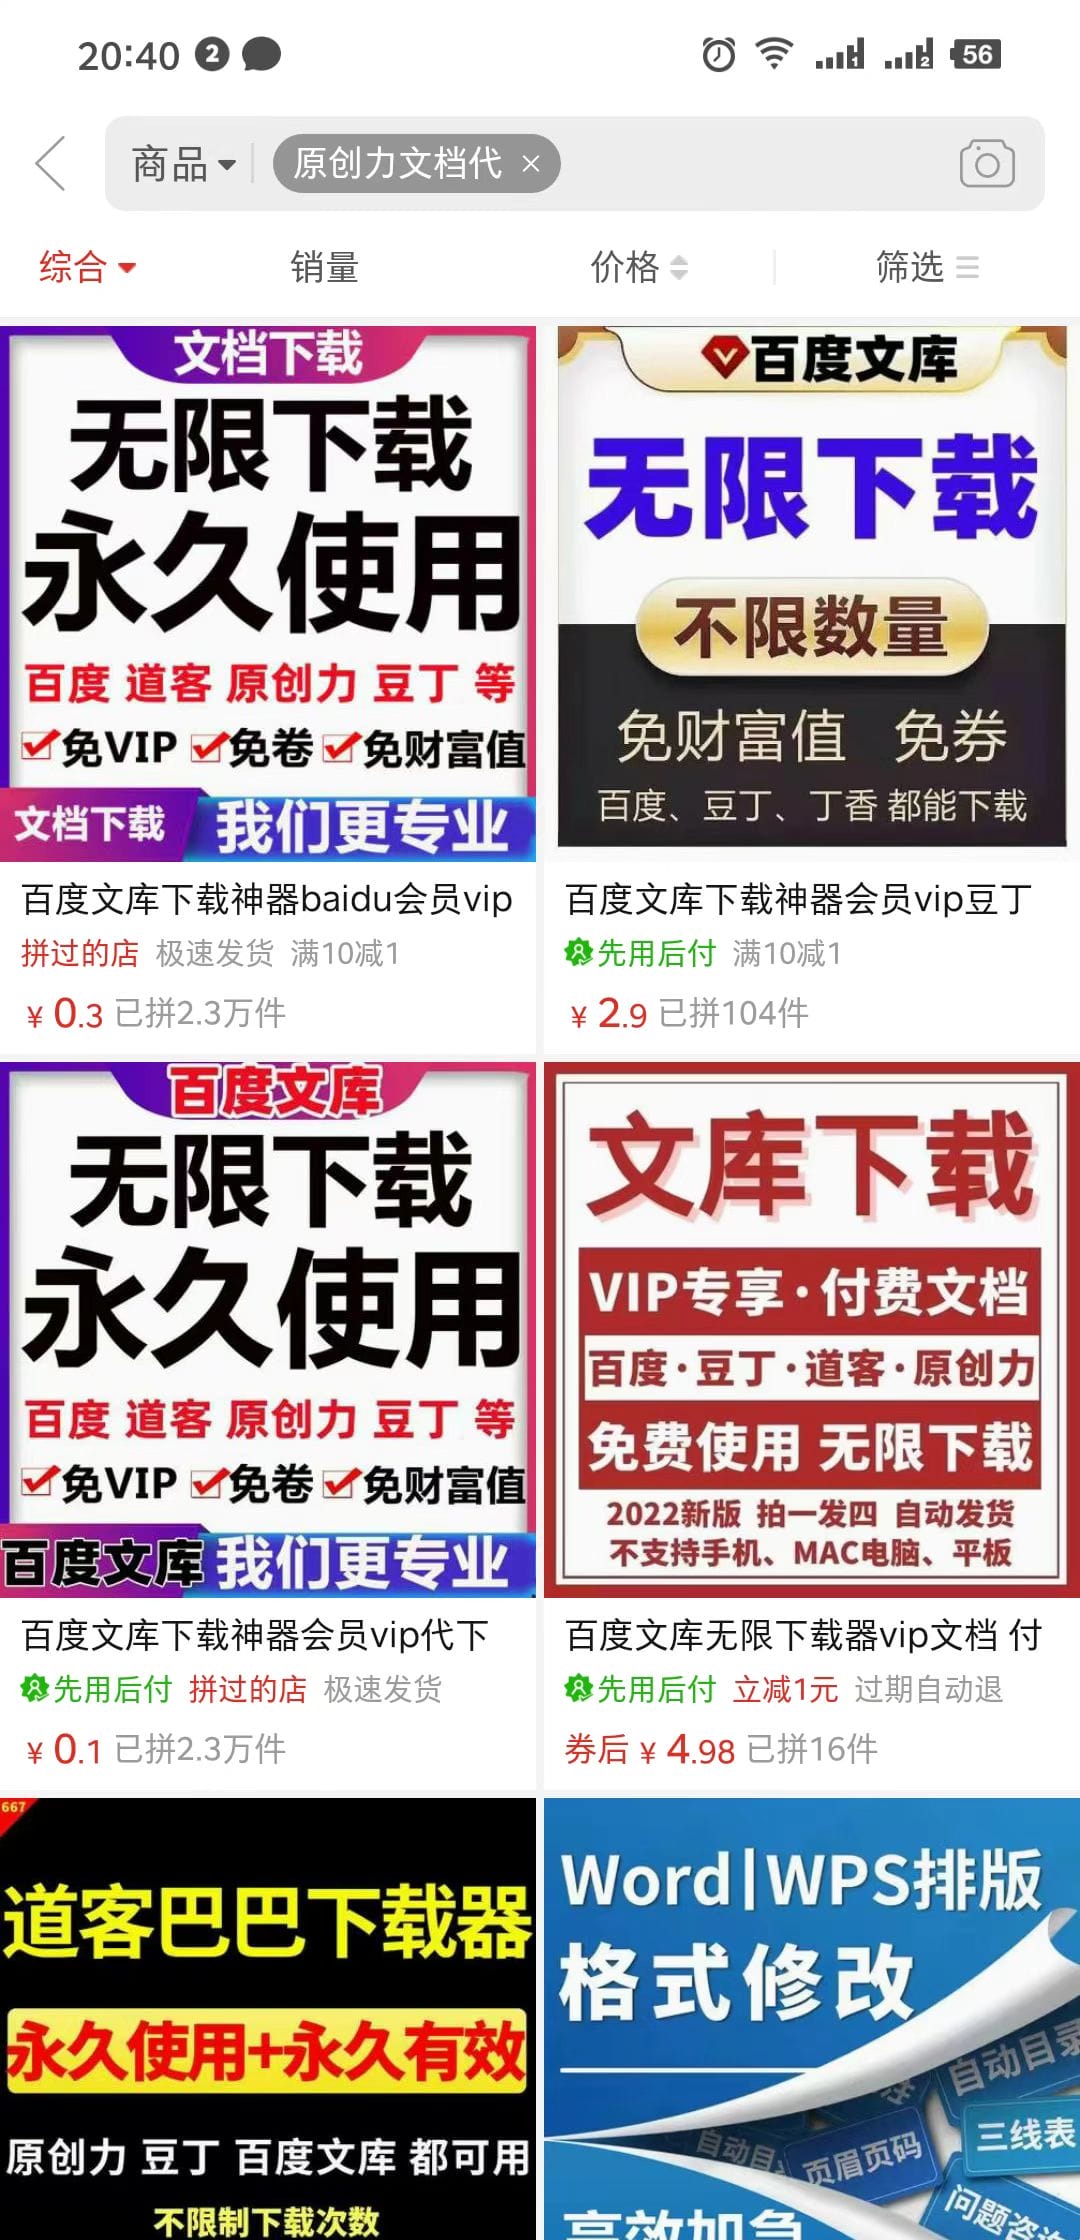 20:40 2
1 2 56
商品 原创力文档代 ×
综合 销量 价格 筛选
文档下载
无限下载
永久使用
百度 道客 原创力 豆丁 等
免VIP 免卷 免财富值
文档下载 我们更专业
百度文库下载神器baidu会员vip
拼过的店 极速发货 满10减1
¥ 0.3 已拼2.3万件
百度文库
无限下载
不限数量
免财富值 免券
百度、豆丁、丁香 都能下载
百度文库下载神器会员vip豆丁
先用后付 满10减1
¥ 2.9 已拼104件
百度文库
无限下载
永久使用
百度 道客 原创力 豆丁 等
免VIP 免卷 免财富值
百度文库 我们更专业
百度文库下载神器会员vip代下
先用后付 拼过的店 极速发货
¥ 0.1 已拼2.3万件
文库下载
VIP专享·付费文档
百度·豆丁·道客·原创力
免费使用 无限下载
2022新版 拍一发四 自动发货
不支持手机、MAC电脑、平板
百度文库无限下载器vip文档 付
先用后付 立减1元 过期自动退
券后 ¥ 4.98 已拼16件
667
道客巴巴下载器
永久使用+永久有效
原创力 豆丁 百度文库 都可用
不限制下载次数
Word|WPS排版
格式修改
自动目录
三线表
自动目
页眉页码
问题咨询
高效加急